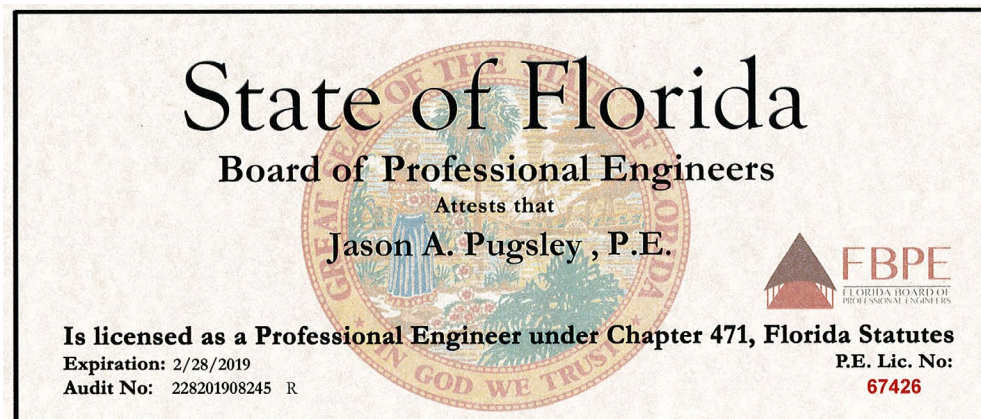 State of Florida
Board of Professional Engineers
Attests that
Jason A. Pugsley , P.E.
FBPE
FLORIDA BOARD OF
PROFESSIONAL ENGINEERS
Is licensed as a Professional Engineer under Chapter 471, Florida Statutes
Expiration: 2/28/2019
P.E. Lic. No:
Audit No: 228201908245 R
67426
GREAT SEAL OF THE STATE OF FLORIDA
IN GOD WE TRUST